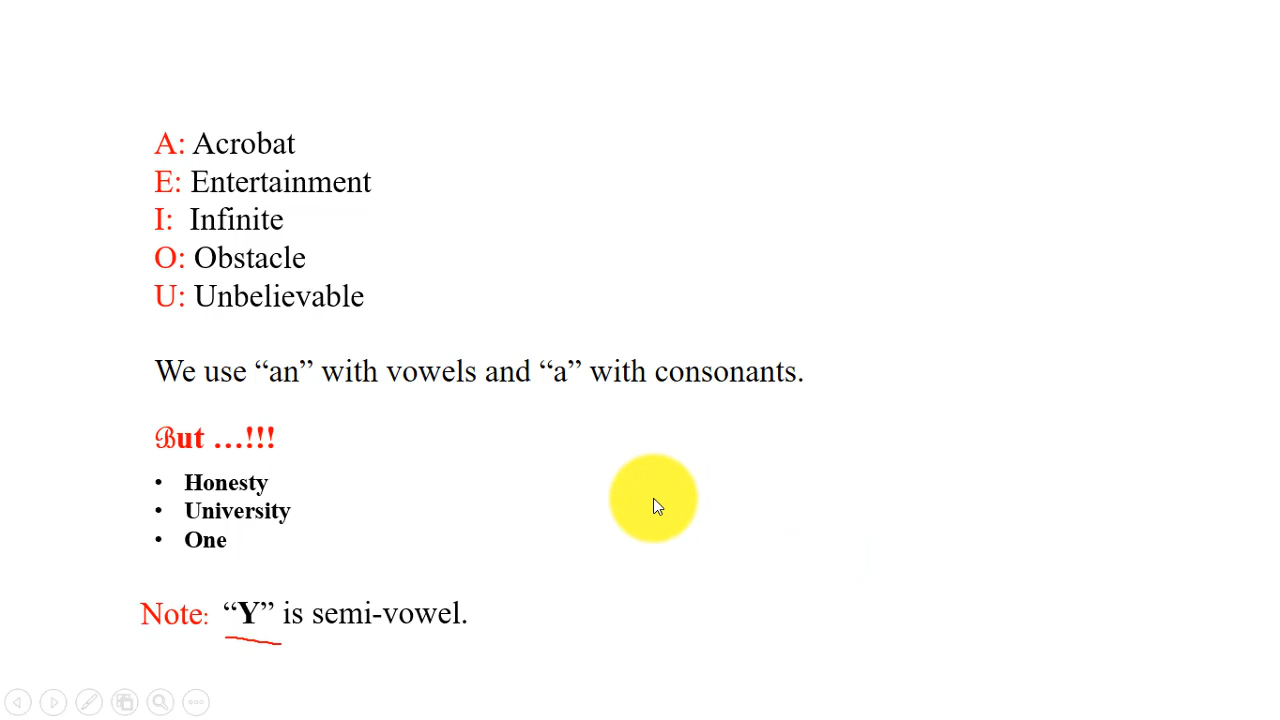 A: Acrobat
E: Entertainment
I: Infinite
O: Obstacle
U: Unbelievable
We use “an” with vowels and “a” with consonants.
But …!!!
• Honesty
• University
• One
Note: “Y” is semi-vowel.